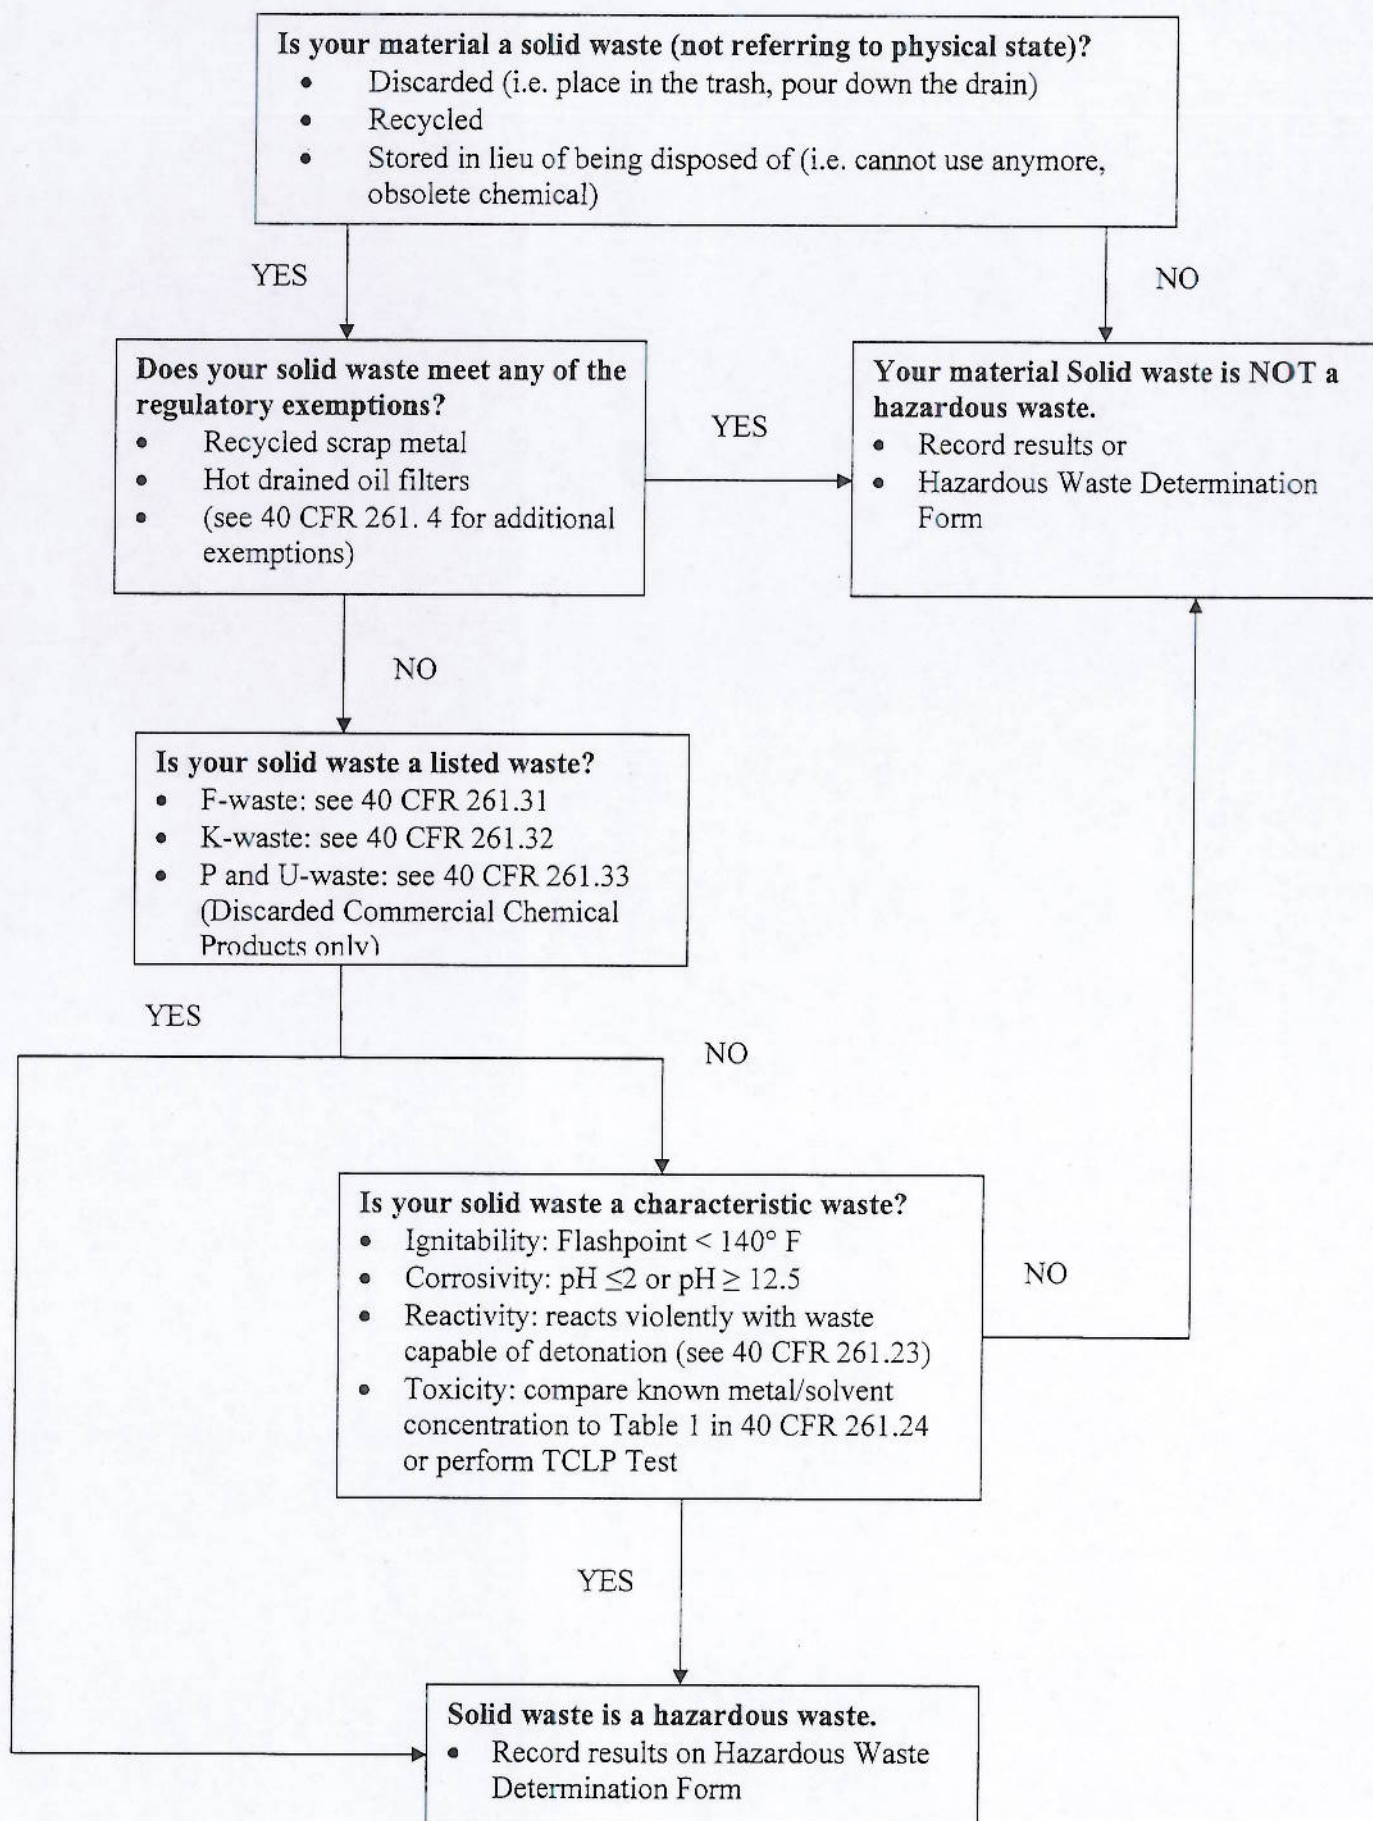 Is your material a solid waste (not referring to physical state)?
• Discarded (i.e. place in the trash, pour down the drain)
• Recycled
• Stored in lieu of being disposed of (i.e. cannot use anymore,
obsolete chemical)
YES
NO
Does your solid waste meet any of the
regulatory exemptions?
• Recycled scrap metal
• Hot drained oil filters
• (see 40 CFR 261. 4 for additional
exemptions)
YES
Your material Solid waste is NOT a
hazardous waste.
• Record results or
• Hazardous Waste Determination
Form
NO
Is your solid waste a listed waste?
• F-waste: see 40 CFR 261.31
• K-waste: see 40 CFR 261.32
• P and U-waste: see 40 CFR 261.33
(Discarded Commercial Chemical
Products only)
YES
NO
Is your solid waste a characteristic waste?
• Ignitability: Flashpoint < 140° F
• Corrosivity: pH ≤2 or pH ≥ 12.5
• Reactivity: reacts violently with waste
capable of detonation (see 40 CFR 261.23)
• Toxicity: compare known metal/solvent
concentration to Table 1 in 40 CFR 261.24
or perform TCLP Test
NO
YES
Solid waste is a hazardous waste.
• Record results on Hazardous Waste
Determination Form